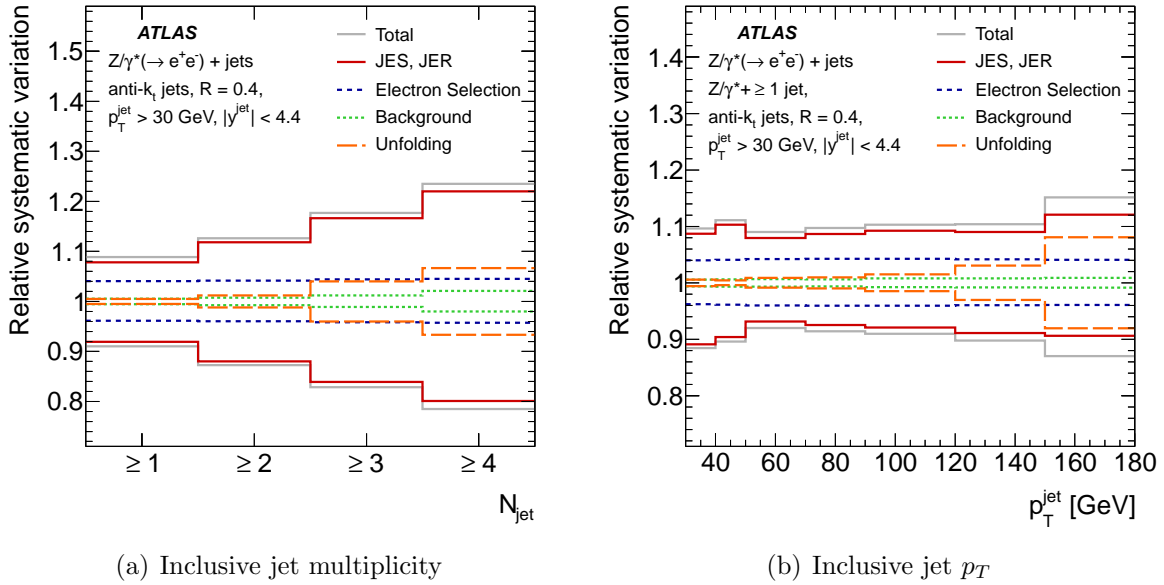 ATLAS
Z/γ*(→ e⁺e⁻) + jets
anti-kₜ jets, R = 0.4,
p_T^jet > 30 GeV, |y^jet| < 4.4
Total
JES, JER
Electron Selection
Background
Unfolding
Relative systematic variation
1.5
1.4
1.3
1.2
1.1
1
0.9
0.8
≥ 1 ≥ 2 ≥ 3 ≥ 4
N_jet
(a) Inclusive jet multiplicity
ATLAS
Z/γ*(→ e⁺e⁻) + jets
Z/γ*+ ≥ 1 jet,
anti-kₜ jets, R = 0.4,
p_T^jet > 30 GeV, |y^jet| < 4.4
Total
JES, JER
Electron Selection
Background
Unfolding
Relative systematic variation
1.4
1.3
1.2
1.1
1
0.9
0.8
40 60 80 100 120 140 160 180
p_T^jet [GeV]
(b) Inclusive jet p_T